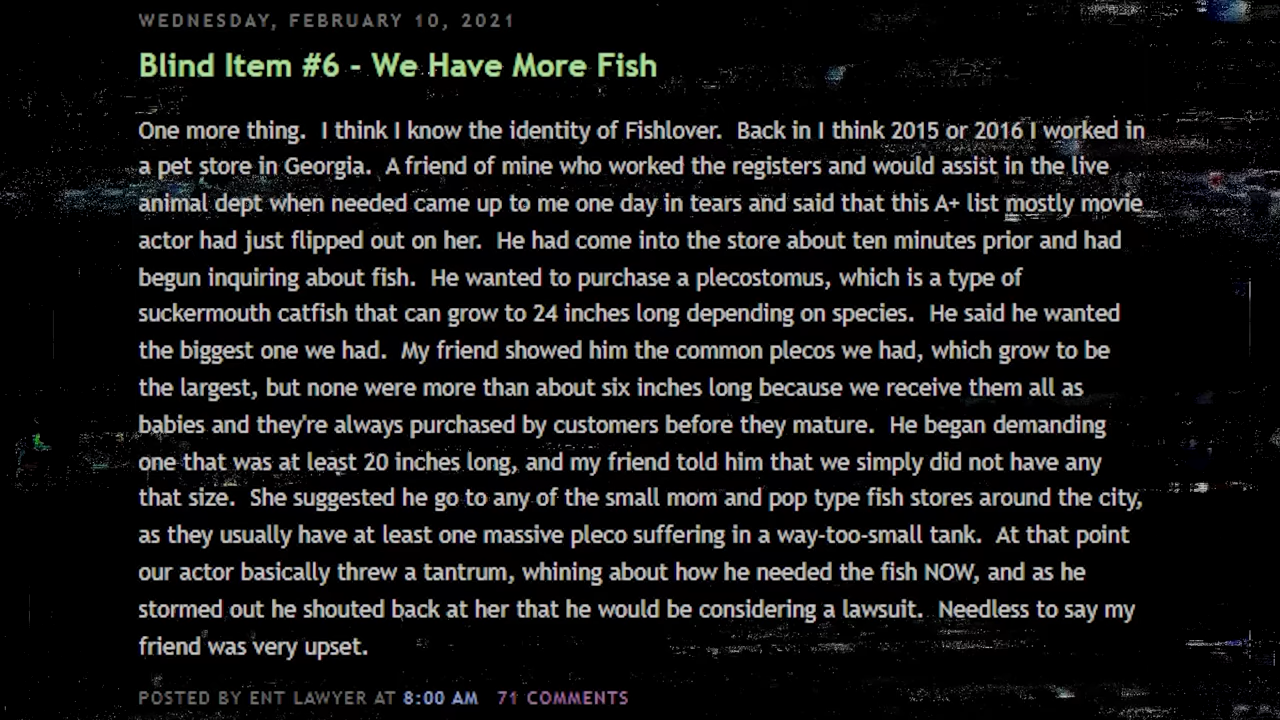 WEDNESDAY, FEBRUARY 10, 2021
Blind Item #6 - We Have More Fish
One more thing.  I think I know the identity of Fishlover.  Back in I think 2015 or 2016 I worked in
a pet store in Georgia.  A friend of mine who worked the registers and would assist in the live
animal dept when needed came up to me one day in tears and said that this A+ list mostly movie
actor had just flipped out on her.  He had come into the store about ten minutes prior and had
begun inquiring about fish.  He wanted to purchase a plecostomus, which is a type of
suckermouth catfish that can grow to 24 inches long depending on species.  He said he wanted
the biggest one we had.  My friend showed him the common plecos we had, which grow to be
the largest, but none were more than about six inches long because we receive them all as
babies and they're always purchased by customers before they mature.  He began demanding
one that was at least 20 inches long, and my friend told him that we simply did not have any
that size.  She suggested he go to any of the small mom and pop type fish stores around the city,
as they usually have at least one massive pleco suffering in a way-too-small tank.  At that point
our actor basically threw a tantrum, whining about how he needed the fish NOW, and as he
stormed out he shouted back at her that he would be considering a lawsuit.  Needless to say my
friend was very upset.
POSTED BY ENT LAWYER AT 8:00 AM 71 COMMENTS